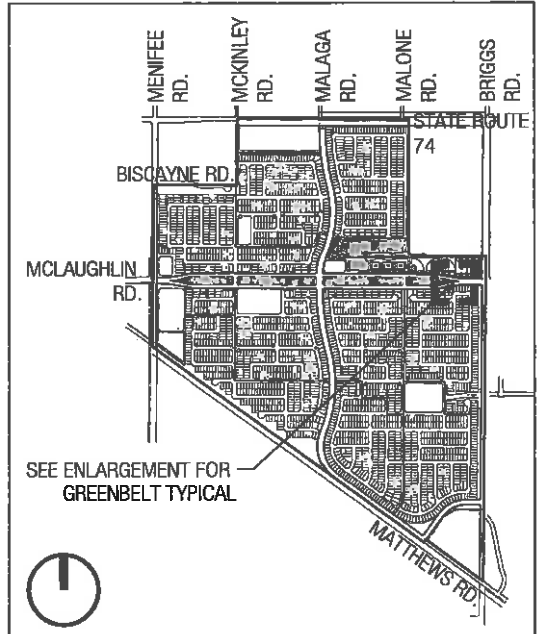 MENIFEE
RD.
MCKINLEY
RD.
MALAGA
RD.
MALONE
RD.
BRIGGS
RD.
STATE ROUTE
74
BISCAYNE RD.
MCLAUGHLIN
RD.
SEE ENLARGEMENT FOR
GREENBELT TYPICAL
MATTHEWS RD.